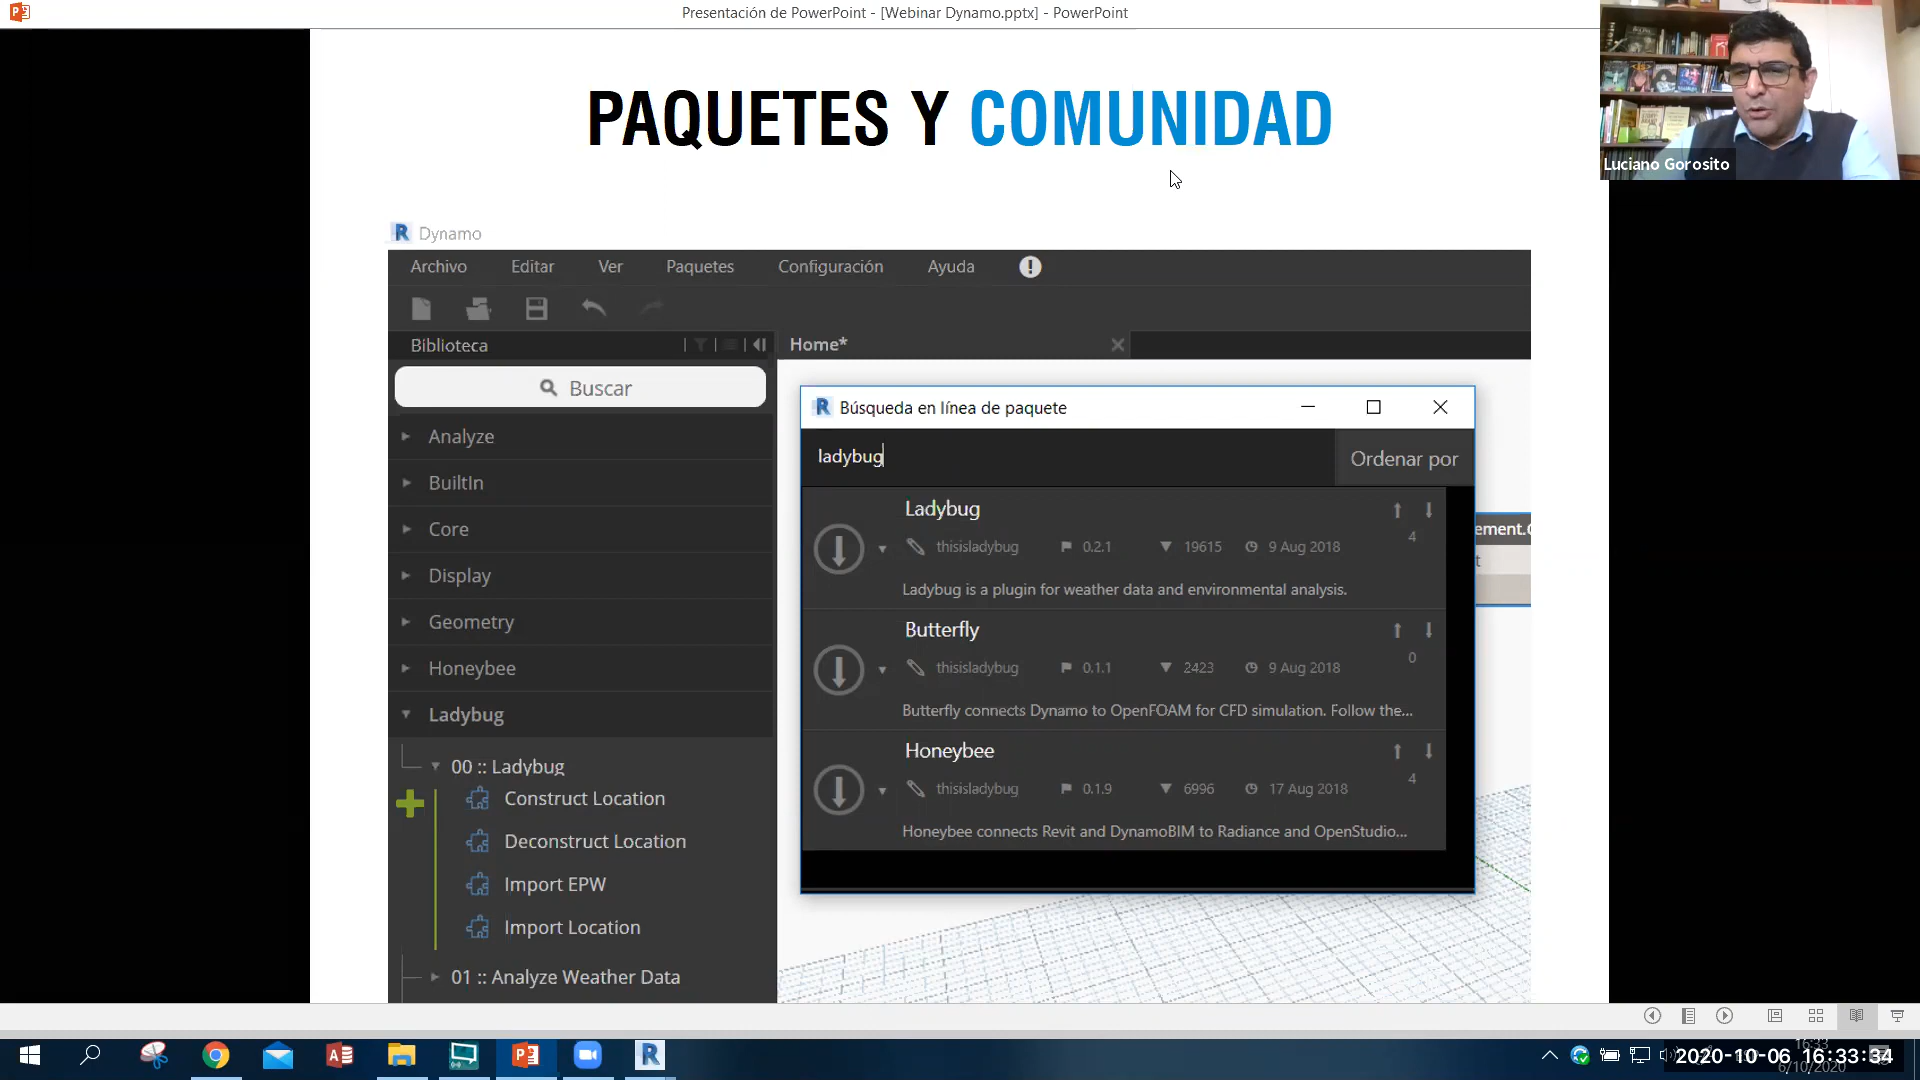 Presentación de PowerPoint - [Webinar Dynamo.pptx] - PowerPoint
Luciano Gorosito
PAQUETES Y COMUNIDAD
Dynamo
Archivo Editar Ver Paquetes Configuración Ayuda
Biblioteca
Home*
Buscar
Analyze
BuiltIn
Core
Display
Geometry
Honeybee
Ladybug
00 :: Ladybug
Construct Location
Deconstruct Location
Import EPW
Import Location
01 :: Analyze Weather Data
Búsqueda en línea de paquete
ladybug
Ordenar por
Ladybug
4
thisisladybug 0.2.1 19615 9 Aug 2018
Ladybug is a plugin for weather data and environmental analysis.
Butterfly
0
thisisladybug 0.1.1 2423 9 Aug 2018
Butterfly connects Dynamo to OpenFOAM for CFD simulation. Follow the...
Honeybee
4
thisisladybug 0.1.9 6996 17 Aug 2018
Honeybee connects Revit and DynamoBIM to Radiance and OpenStudio...
ement.
t
16:33
2020-10-06 16:33:34
6/10/2020